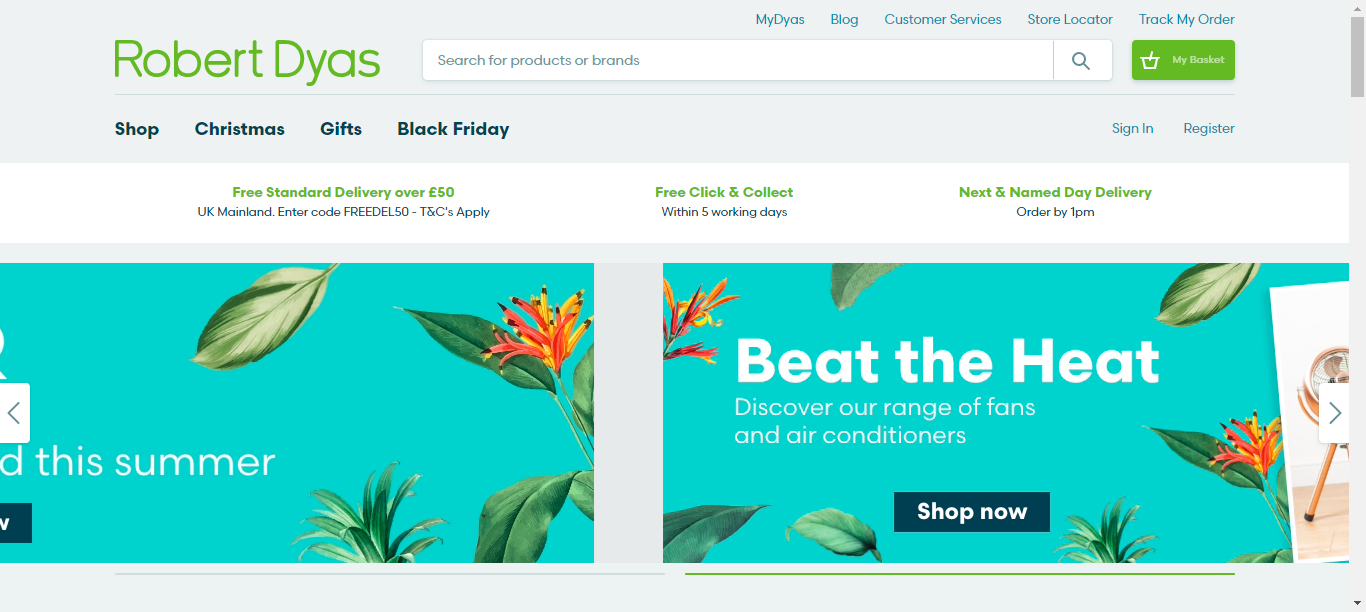 MyDyas Blog Customer Services Store Locator Track My Order
Robert Dyas
Search for products or brands
My Basket
Shop Christmas Gifts Black Friday
Sign In Register
Free Standard Delivery over £50
UK Mainland. Enter code FREEDEL50 - T&C's Apply
Free Click & Collect
Within 5 working days
Next & Named Day Delivery
Order by 1pm
this summer
Beat the Heat
Discover our range of fans
and air conditioners
Shop now